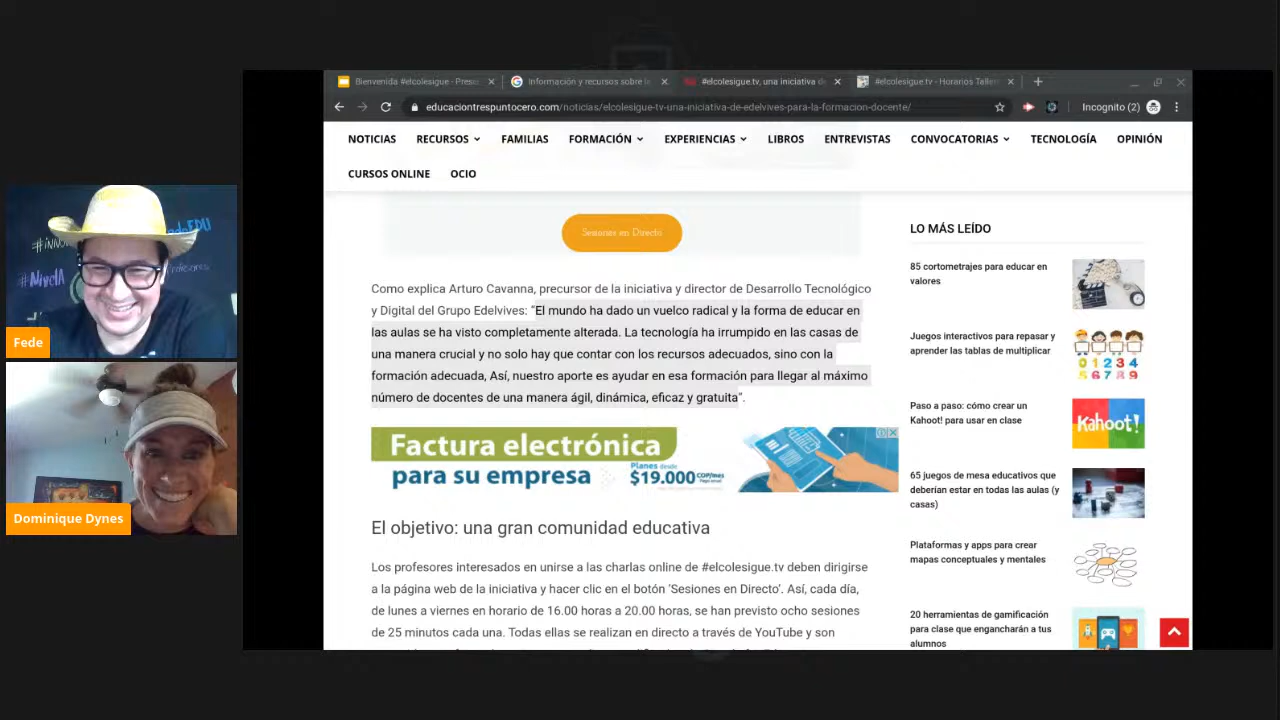 Bienvenida #elcolesigue - Prese
información y recursos sobre la
#elcolesigue.tv, una iniciativa de
#elcolesigue.tv - Horarios Taller
educaciontrespuntocero.com/noticias/elcolesigue-tv-una-iniciativa-de-edelvives-para-la-formacion-docente/
Incognito (2)
NOTICIAS RECURSOS FAMILIAS FORMACIÓN EXPERIENCIAS LIBROS ENTREVISTAS CONVOCATORIAS TECNOLOGÍA OPINIÓN
CURSOS ONLINE OCIO
Como explica Arturo Cavanna, precursor de la iniciativa y director de Desarrollo Tecnológico
y Digital del Grupo Edelvives: “El mundo ha dado un vuelco radical y la forma de educar en
las aulas se ha visto completamente alterada. La tecnología ha irrumpido en las casas de
una manera crucial y no solo hay que contar con los recursos adecuados, sino con la
formación adecuada, Así, nuestro aporte es ayudar en esa formación para llegar al máximo
número de docentes de una manera ágil, dinámica, eficaz y gratuita”.
Factura electrónica
para su empresa
Planes desde
$19.000 COP/mes
El objetivo: una gran comunidad educativa
Los profesores interesados en unirse a las charlas online de #elcolesigue.tv deben dirigirse
a la página web de la iniciativa y hacer clic en el botón ‘Sesiones en Directo’. Así, cada día,
de lunes a viernes en horario de 16.00 horas a 20.00 horas, se han previsto ocho sesiones
de 25 minutos cada una. Todas ellas se realizan en directo a través de YouTube y son
LO MÁS LEÍDO
85 cortometrajes para educar en
valores
Juegos interactivos para repasar y
aprender las tablas de multiplicar
Paso a paso: cómo crear un
Kahoot! para usar en clase
Kahoot!
65 juegos de mesa educativos que
deberían estar en todas las aulas (y
casas)
Plataformas y apps para crear
mapas conceptuales y mentales
20 herramientas de gamificación
para clase que engancharán a tus
alumnos
#NivelA
Fede
Dominique Dynes